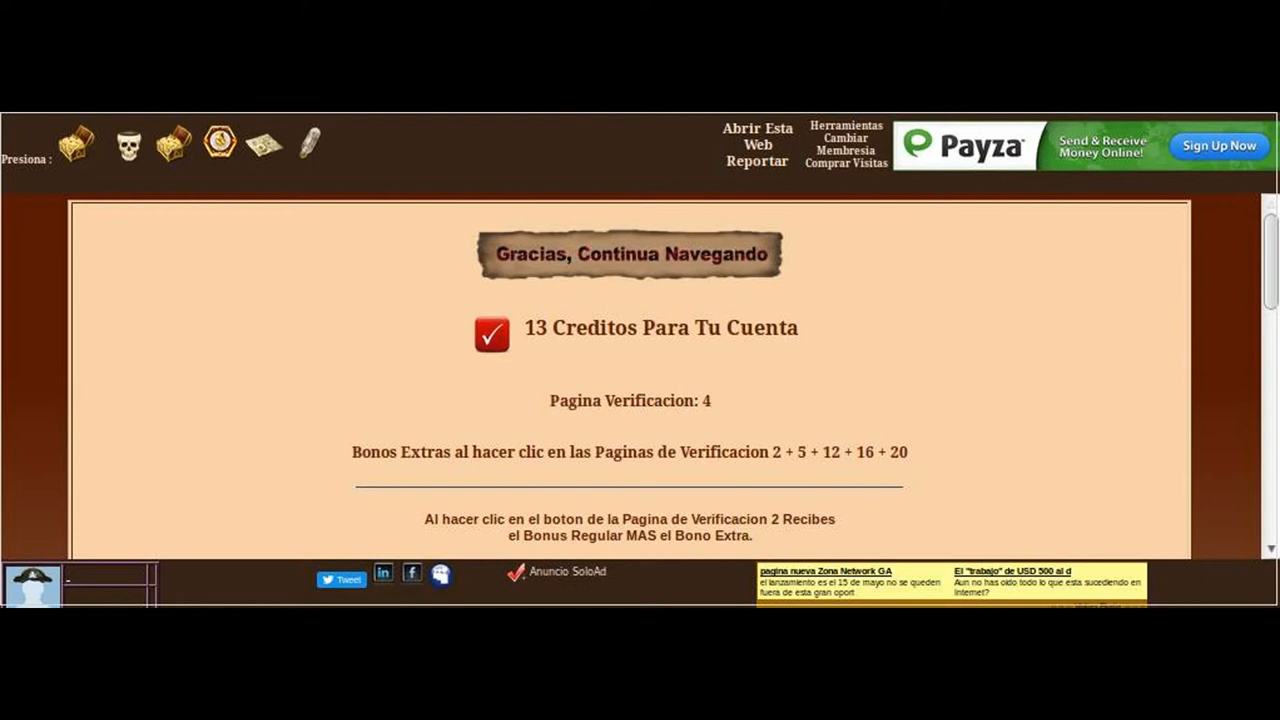 Presiona :
Abrir Esta
Web
Reportar
Herramientas
Cambiar
Membresia
Comprar Visitas
Payza
Send & Receive
Money Online!
Sign Up Now
Gracias, Continua Navegando
13 Creditos Para Tu Cuenta
Pagina Verificacion: 4
Bonos Extras al hacer clic en las Paginas de Verificacion 2 + 5 + 12 + 16 + 20
Al hacer clic en el boton de la Pagina de Verificacion 2 Recibes
el Bonus Regular MAS el Bono Extra.
Tweet
Anuncio SoloAd
pagina nueva Zona Network GA
el lanzamiento es el 15 de mayo no se queden
fuera de esta gran oport
El "trabajo" de USD 500 al d
Aun no has oido todo lo que esta sucediendo en
Internet?